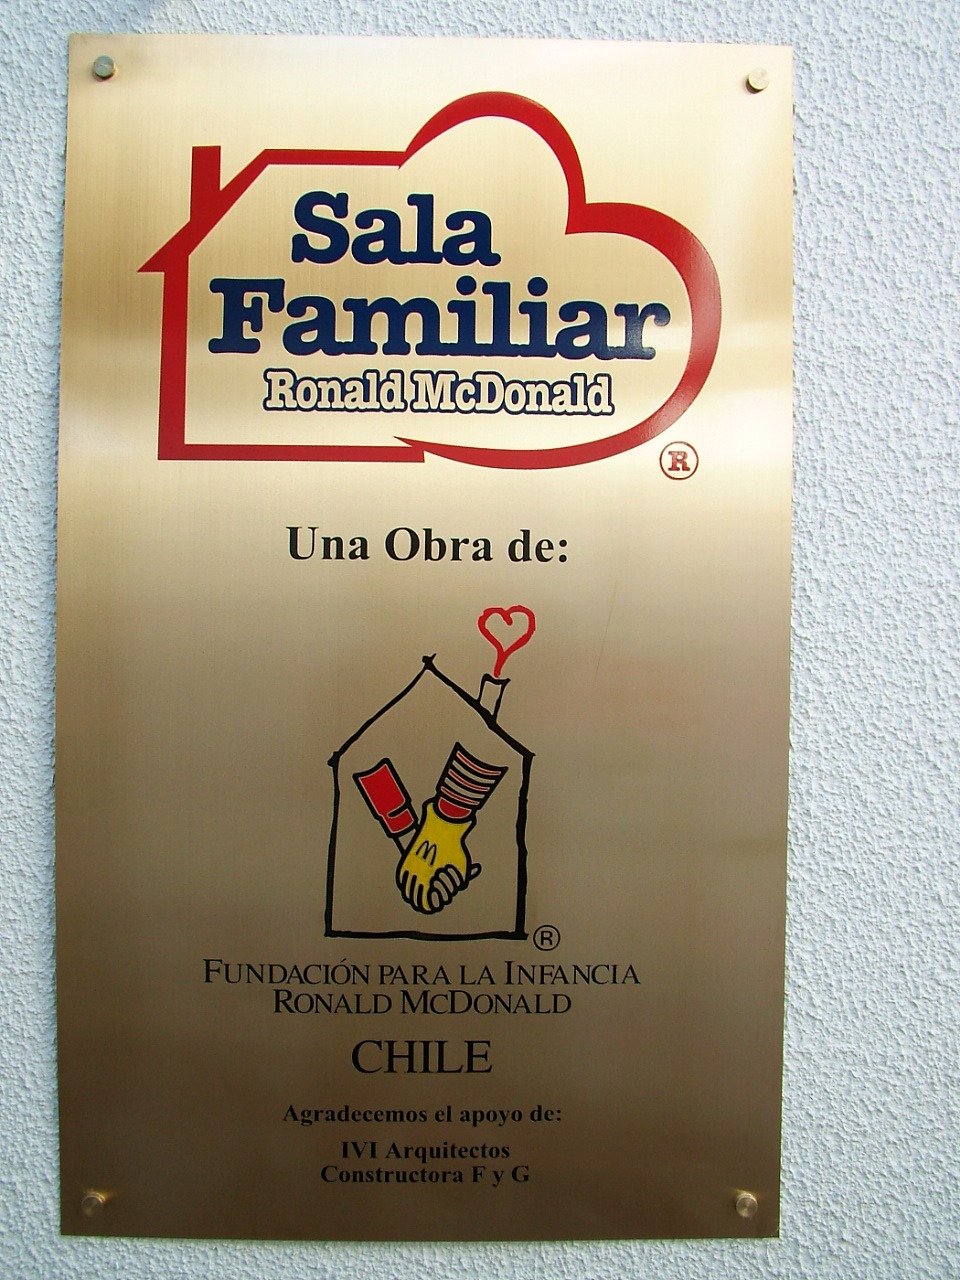 Sala
Familiar
Ronald McDonald
®
Una Obra de:
®
FUNDACIÓN PARA LA INFANCIA
RONALD MCDONALD
CHILE
Agradecemos el apoyo de:
IVI Arquitectos
Constructora F y G